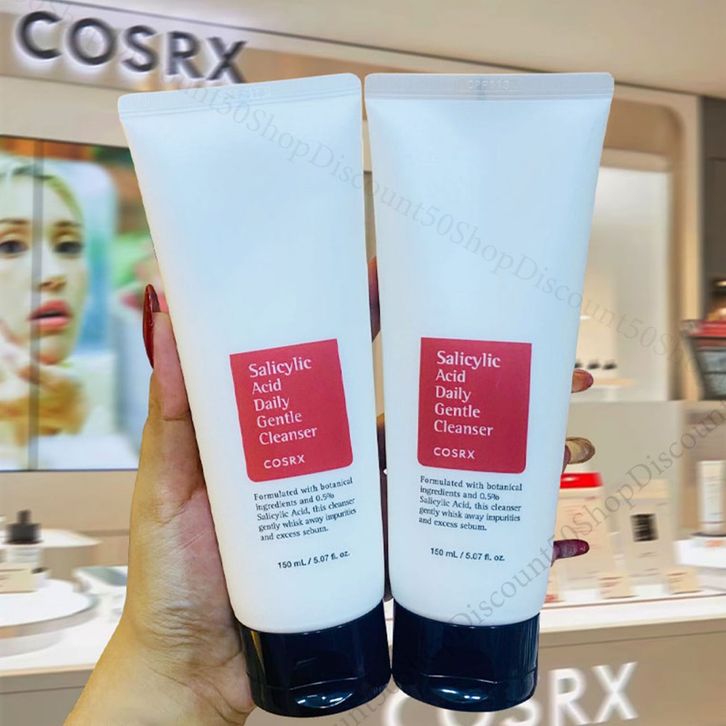 COSRX
Salicylic
Acid
Daily
Gentle
Cleanser
COSRX
Formulated with botanical
ingredients and 0.5%
Salicylic Acid, this cleanser
gently whisk away impurities
and excess sebum.
150 mL / 5.07 fl. oz.
Salicylic
Acid
Daily
Gentle
Cleanser
COSRX
Formulated with botanical
ingredients and 0.5%
Salicylic Acid, this cleanser
gently whisk away impurities
and excess sebum.
150 mL / 5.07 fl. oz.
COSRX
Discount50ShopDiscount50ShopDiscount50Shop
Discount50ShopDiscount